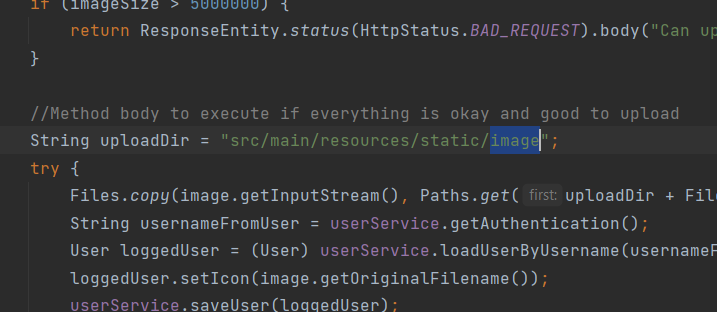 if (imageSize > 5000000) {
return ResponseEntity.status(HttpStatus.BAD_REQUEST).body("Can up
}
//Method body to execute if everything is okay and good to upload
String uploadDir = "src/main/resources/static/image";
try {
Files.copy(image.getInputStream(), Paths.get( first: uploadDir + Fil
String usernameFromUser = userService.getAuthentication();
User loggedUser = (User) userService.loadUserByUsername(usernameF
loggedUser.setIcon(image.getOriginalFilename());
userService.saveUser(loggedUser);